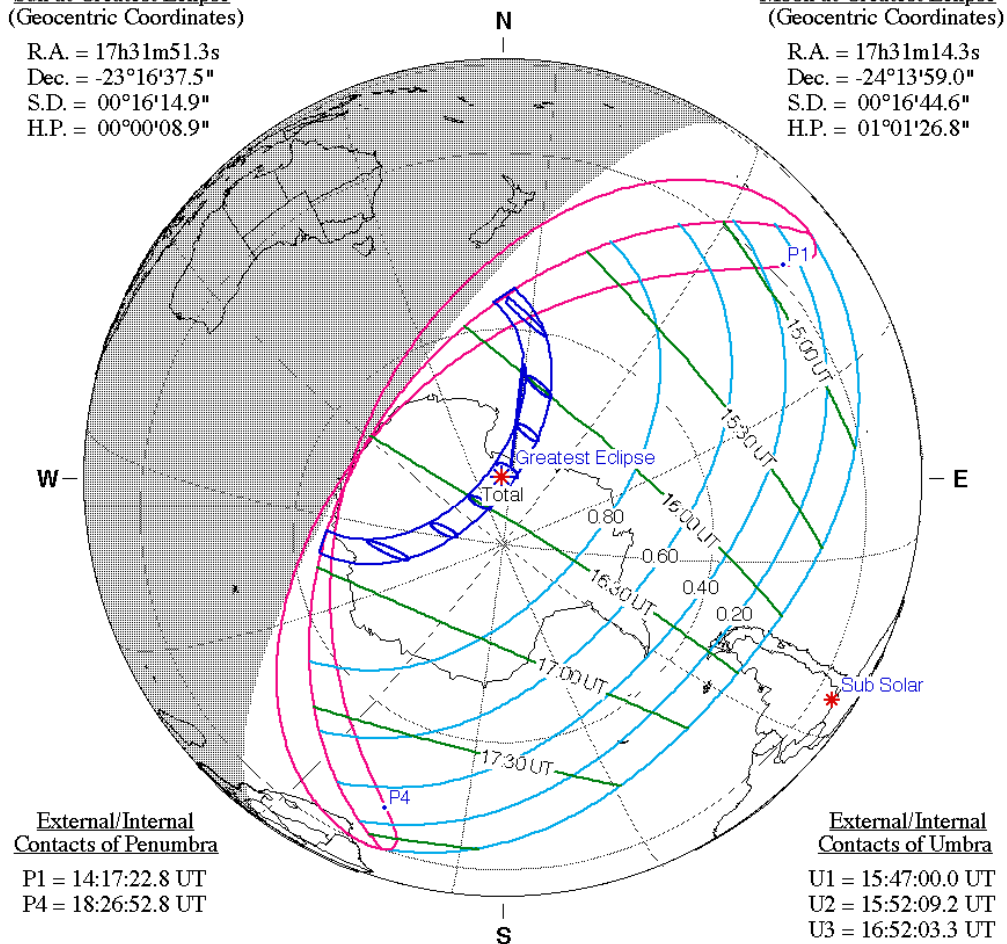 (Geocentric Coordinates)
R.A. = 17h31m51.3s
Dec. = -23°16'37.5"
S.D. = 00°16'14.9"
H.P. = 00°00'08.9"
N
(Geocentric Coordinates)
R.A. = 17h31m14.3s
Dec. = -24°13'59.0"
S.D. = 00°16'44.6"
H.P. = 01°01'26.8"
P1
15:00 UT
15:30 UT
W
Greatest Eclipse
E
Total
0.80
16:00 UT
0.60
16:30 UT
0.40
0.20
17:00 UT
Sub Solar
17:30 UT
P4
External/Internal
Contacts of Penumbra
P1 = 14:17:22.8 UT
P4 = 18:26:52.8 UT
External/Internal
Contacts of Umbra
U1 = 15:47:00.0 UT
U2 = 15:52:09.2 UT
U3 = 16:52:03.3 UT
S